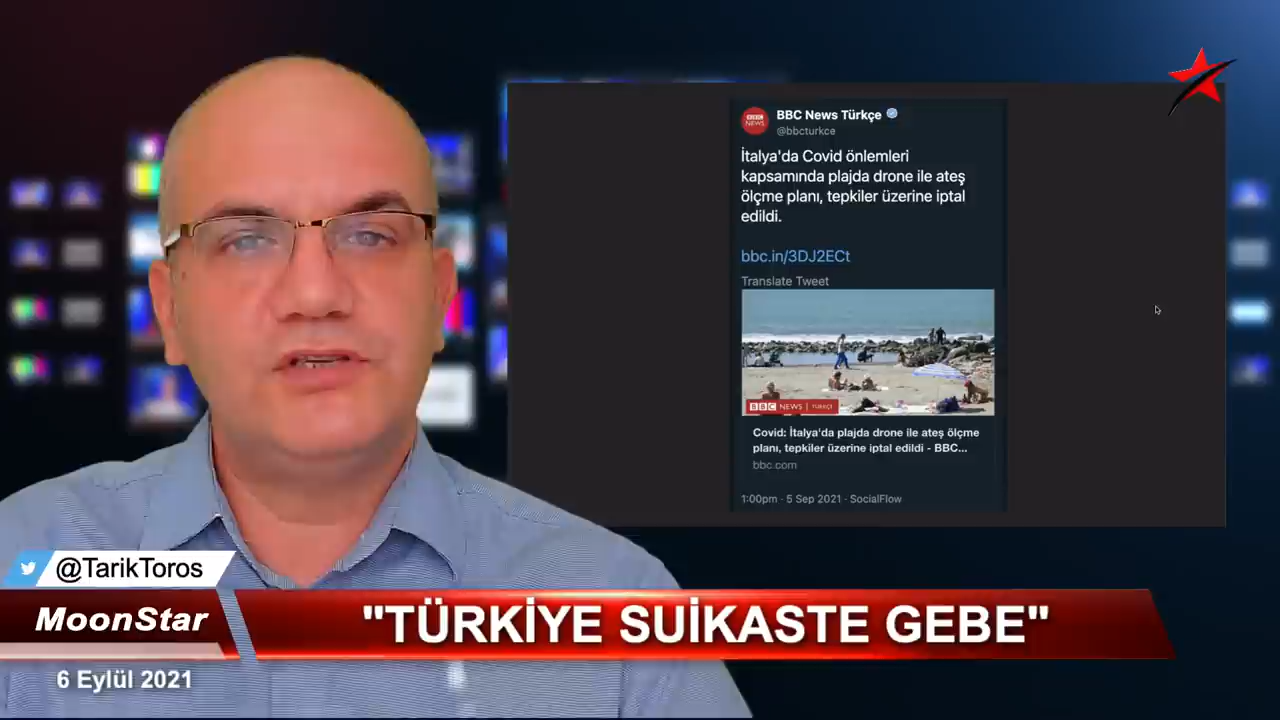 BBC NEWS
BBC News Türkçe
@bbcturkce
İtalya'da Covid önlemleri
kapsamında plajda drone ile ateş
ölçme planı, tepkiler üzerine iptal
edildi.
bbc.in/3DJ2ECt
Translate Tweet
BBC NEWS | TÜRKÇE
Covid: İtalya'da plajda drone ile ateş ölçme
planı, tepkiler üzerine iptal edildi - BBC...
bbc.com
1:00pm · 5 Sep 2021 · SocialFlow
@TarikToros
MoonStar
"TÜRKİYE SUİKASTE GEBE"
6 Eylül 2021